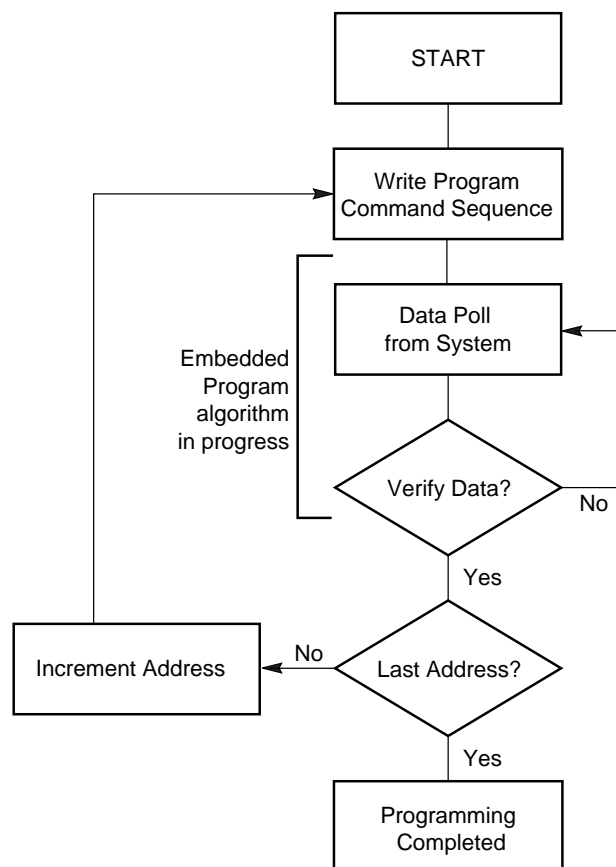 START
Write Program
Command Sequence
Data Poll
from System
Embedded
Program
algorithm
in progress
Verify Data?
No
Yes
Increment Address
No
Last Address?
Yes
Programming
Completed